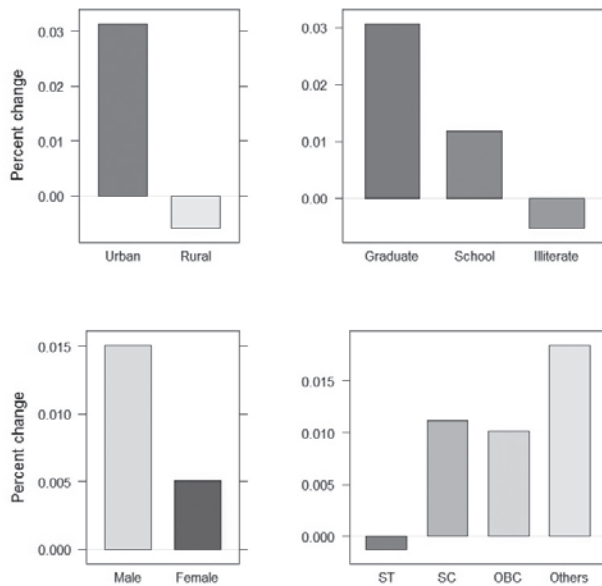 Percent change
0.03
0.02
0.01
0.00
Urban Rural
0.03
0.02
0.01
0.00
Graduate School Illiterate
Percent change
0.015
0.010
0.005
0.000
Male Female
0.015
0.010
0.005
0.000
ST SC OBC Others